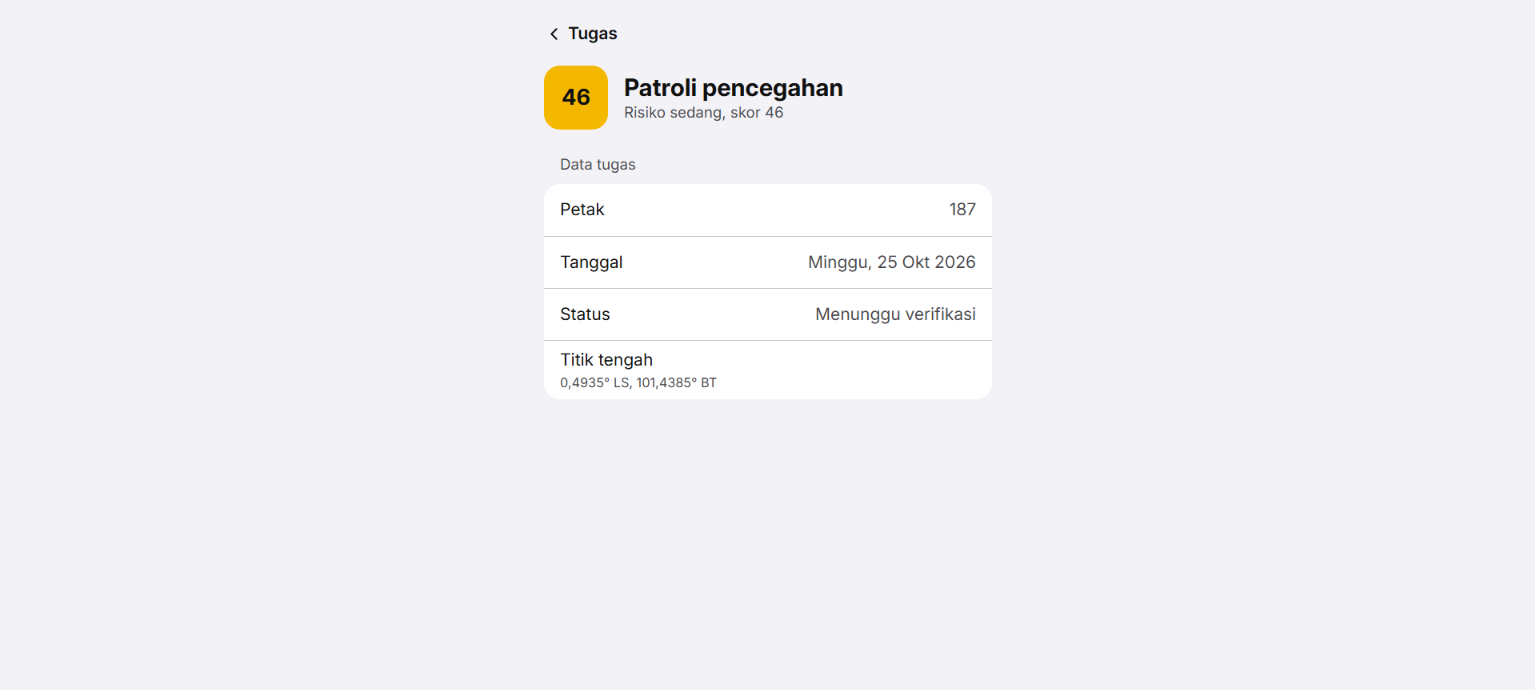 Tugas
46
Patroli pencegahan
Risiko sedang, skor 46
Data tugas
Petak 187
Tanggal Minggu, 25 Okt 2026
Status Menunggu verifikasi
Titik tengah
0,4935° LS, 101,4385° BT